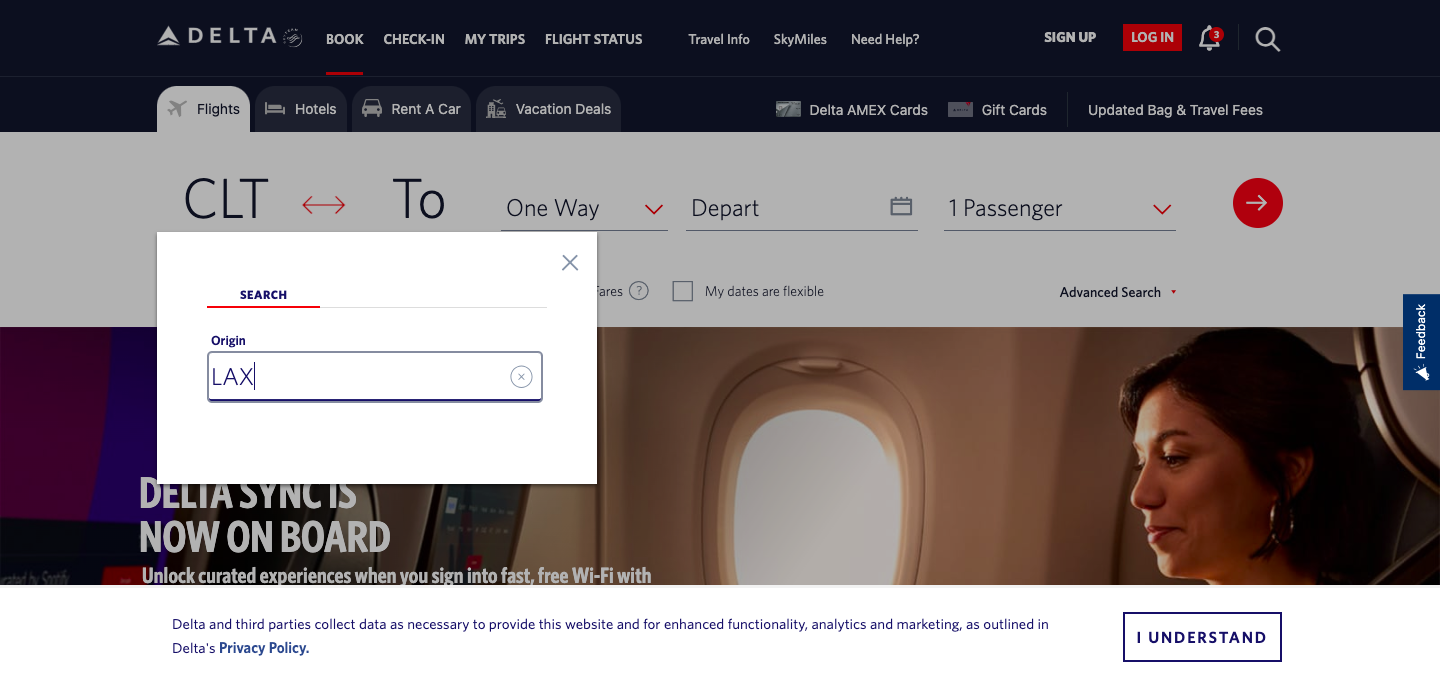 DELTA
BOOK
CHECK-IN
MY TRIPS
FLIGHT STATUS
Travel Info
SkyMiles
Need Help?
SIGN UP
LOG IN
3
Flights
Hotels
Rent A Car
Vacation Deals
Delta AMEX Cards
Gift Cards
Updated Bag & Travel Fees
CLT
To
One Way
Depart
1 Passenger
SEARCH
Fares
?
My dates are flexible
Advanced Search
Feedback
Origin
LAX
DELTA SYNC IS
NOW ON BOARD
Unlock curated experiences when you sign into fast, free Wi-Fi with
Delta and third parties collect data as necessary to provide this website and for enhanced functionality, analytics and marketing, as outlined in
Delta's Privacy Policy.
I UNDERSTAND